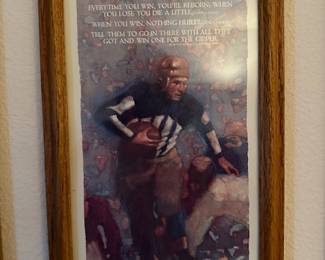 EVERYTIME YOU WIN, YOU'RE REBORN; WHEN
YOU LOSE YOU DIE A LITTLE.
WHEN YOU WIN, NOTHING HURTS.
TELL THEM TO GO IN THERE WITH ALL THEY
GOT AND WIN ONE FOR THE GIPPER.